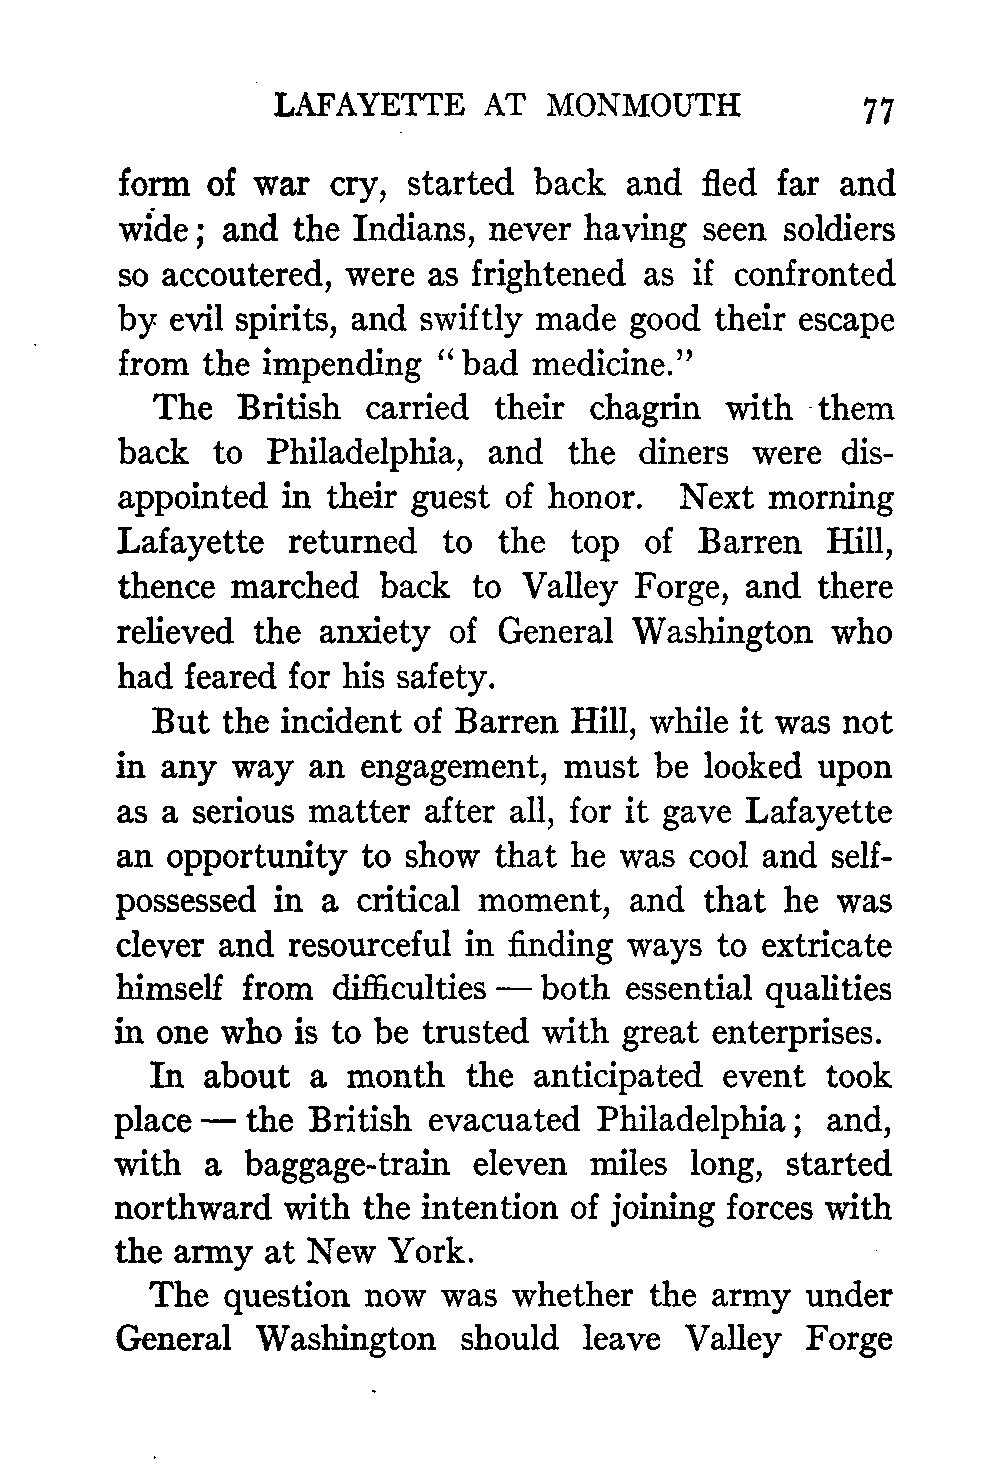 LAFAYETTE AT MONMOUTH 77
form of war cry, started back and fled far and
wide; and the Indians, never having seen soldiers
so accoutered, were as frightened as if confronted
by evil spirits, and swiftly made good their escape
from the impending "bad medicine."
The British carried their chagrin with them
back to Philadelphia, and the diners were dis-
appointed in their guest of honor. Next morning
Lafayette returned to the top of Barren Hill,
thence marched back to Valley Forge, and there
relieved the anxiety of General Washington who
had feared for his safety.
But the incident of Barren Hill, while it was not
in any way an engagement, must be looked upon
as a serious matter after all, for it gave Lafayette
an opportunity to show that he was cool and self-
possessed in a critical moment, and that he was
clever and resourceful in finding ways to extricate
himself from difficulties — both essential qualities
in one who is to be trusted with great enterprises.
In about a month the anticipated event took
place — the British evacuated Philadelphia; and,
with a baggage-train eleven miles long, started
northward with the intention of joining forces with
the army at New York.
The question now was whether the army under
General Washington should leave Valley Forge